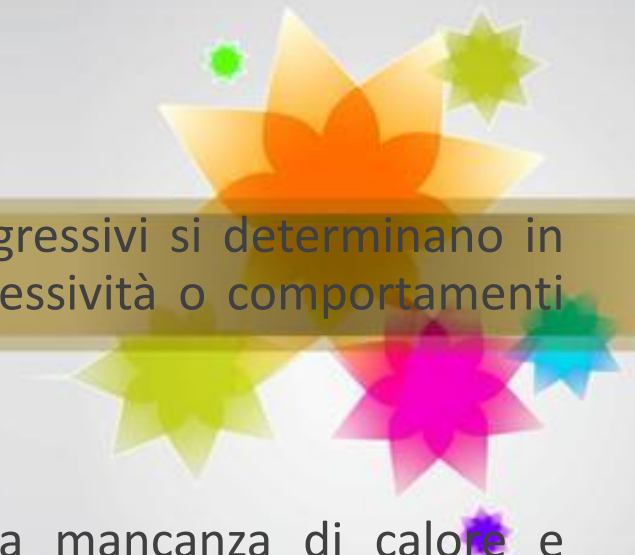 gressivi si determinano in
essività o comportamenti
a mancanza di calore e